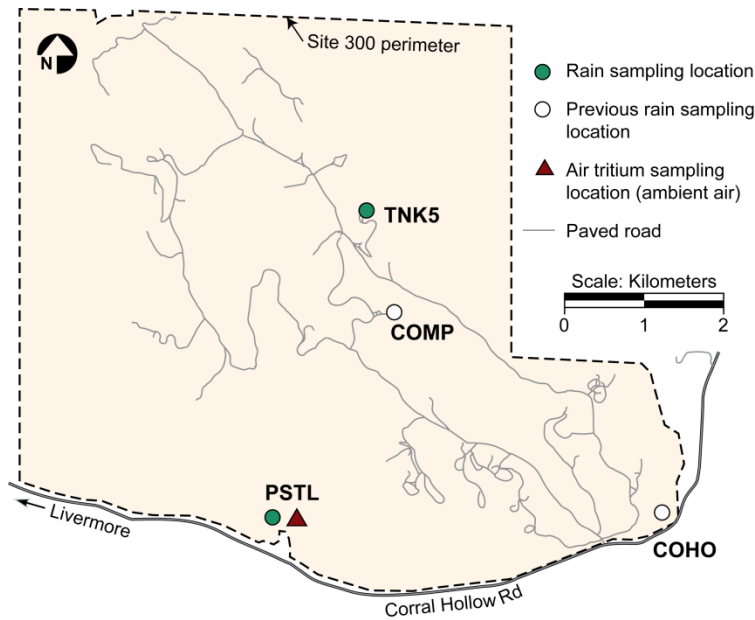 Site 300 perimeter
N
Rain sampling location
Previous rain sampling
location
Air tritium sampling
location (ambient air)
Paved road
Scale: Kilometers
0 1 2
TNK5
COMP
PSTL
COHO
Livermore
Corral Hollow Rd